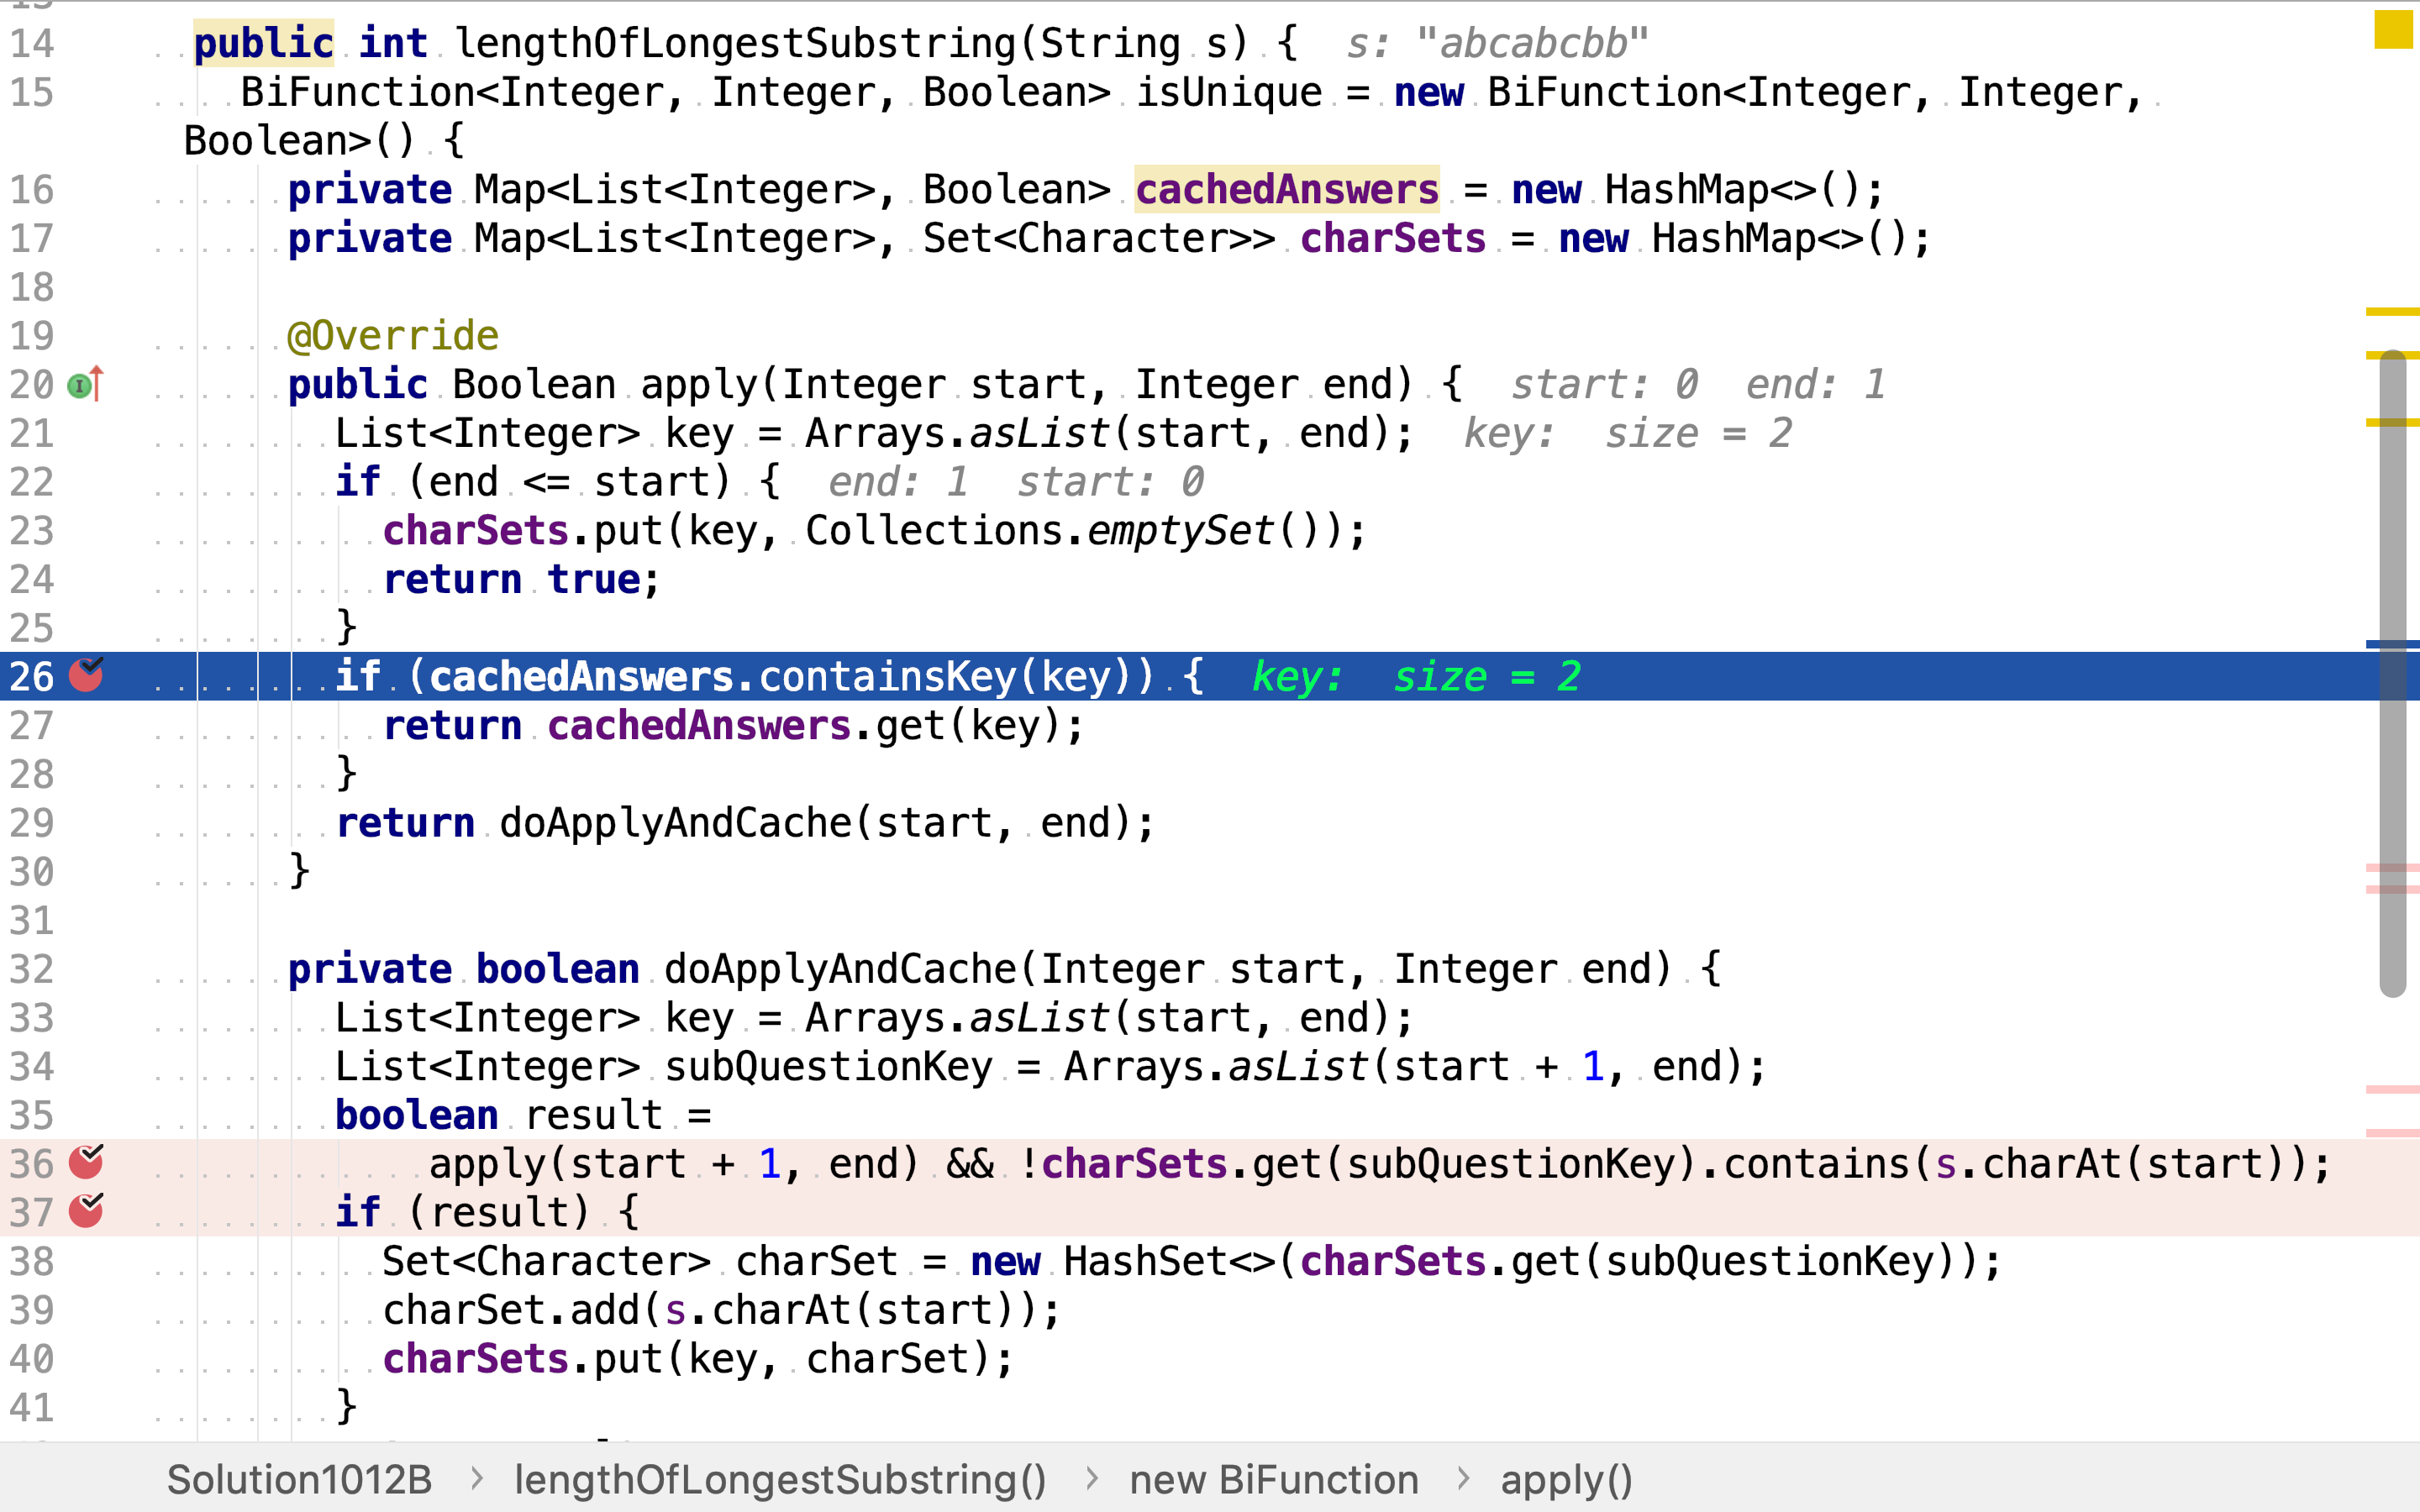 14 public int lengthOfLongestSubstring(String s) { s: "abcabcbb"
15 BiFunction<Integer, Integer, Boolean> isUnique = new BiFunction<Integer, Integer,
Boolean>() {
16 private Map<List<Integer>, Boolean> cachedAnswers = new HashMap<>();
17 private Map<List<Integer>, Set<Character>> charSets = new HashMap<>();
18
19 @Override
20 public Boolean apply(Integer start, Integer end) { start: 0 end: 1
21 List<Integer> key = Arrays.asList(start, end); key: size = 2
22 if (end <= start) { end: 1 start: 0
23 charSets.put(key, Collections.emptySet());
24 return true;
25 }
26 if (cachedAnswers.containsKey(key)) { key: size = 2
27 return cachedAnswers.get(key);
28 }
29 return doApplyAndCache(start, end);
30 }
31
32 private boolean doApplyAndCache(Integer start, Integer end) {
33 List<Integer> key = Arrays.asList(start, end);
34 List<Integer> subQuestionKey = Arrays.asList(start + 1, end);
35 boolean result =
36 apply(start + 1, end) && !charSets.get(subQuestionKey).contains(s.charAt(start));
37 if (result) {
38 Set<Character> charSet = new HashSet<>(charSets.get(subQuestionKey));
39 charSet.add(s.charAt(start));
40 charSets.put(key, charSet);
41 }
Solution1012B › lengthOfLongestSubstring() › new BiFunction › apply()